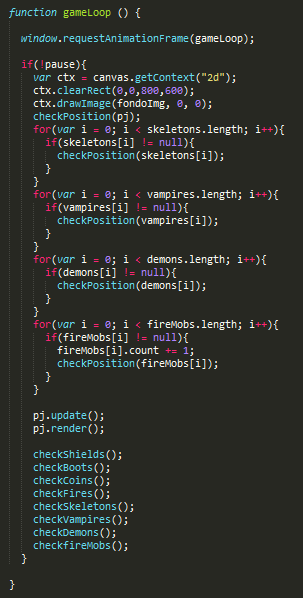 function gameLoop () {
window.requestAnimationFrame(gameLoop);
if(!pause){
var ctx = canvas.getContext("2d");
ctx.clearRect(0,0,800,600);
ctx.drawImage(fondoImg, 0, 0);
checkPosition(pj);
for(var i = 0; i < skeletons.length; i++){
if(skeletons[i] != null){
checkPosition(skeletons[i]);
}
}
for(var i = 0; i < vampires.length; i++){
if(vampires[i] != null){
checkPosition(vampires[i]);
}
}
for(var i = 0; i < demons.length; i++){
if(demons[i] != null){
checkPosition(demons[i]);
}
}
for(var i = 0; i < fireMobs.length; i++){
if(fireMobs[i] != null){
fireMobs[i].count += 1;
checkPosition(fireMobs[i]);
}
}
pj.update();
pj.render();
checkShields();
checkBoots();
checkCoins();
checkFires();
checkSkeletons();
checkVampires();
checkDemons();
checkfireMobs();
}
}